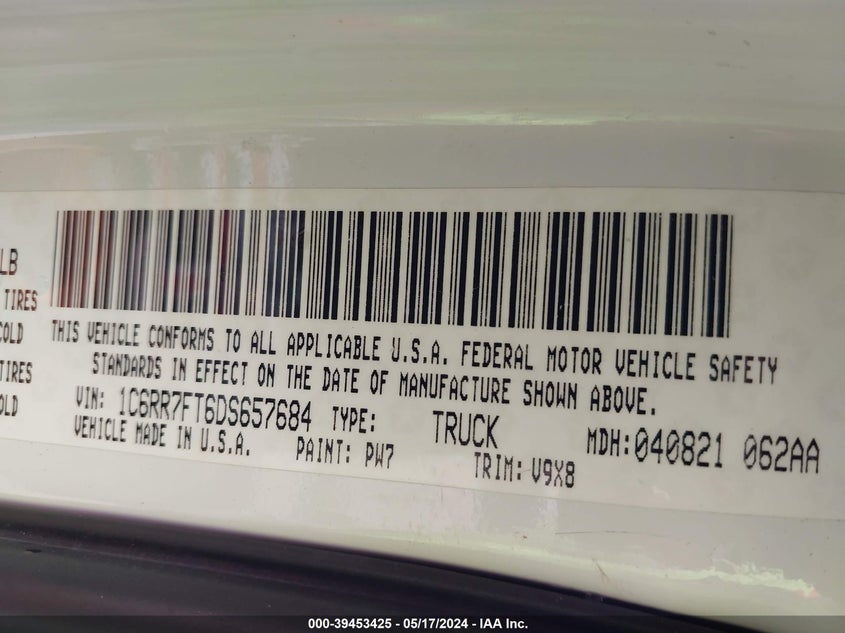 LB
TIRES
COLD
TIRES
OLD
THIS VEHICLE CONFORMS TO ALL APPLICABLE U.S.A. FEDERAL MOTOR VEHICLE SAFETY
STANDARDS IN EFFECT ON THE DATE OF MANUFACTURE SHOWN ABOVE.
VIN: 1C6RR7FT6DS657684 TYPE: TRUCK MDH:040821 062AA
VEHICLE MADE IN U.S.A. PAINT: PW7 TRIM: V9X8
000-39453425 - 05/17/2024 - IAA Inc.